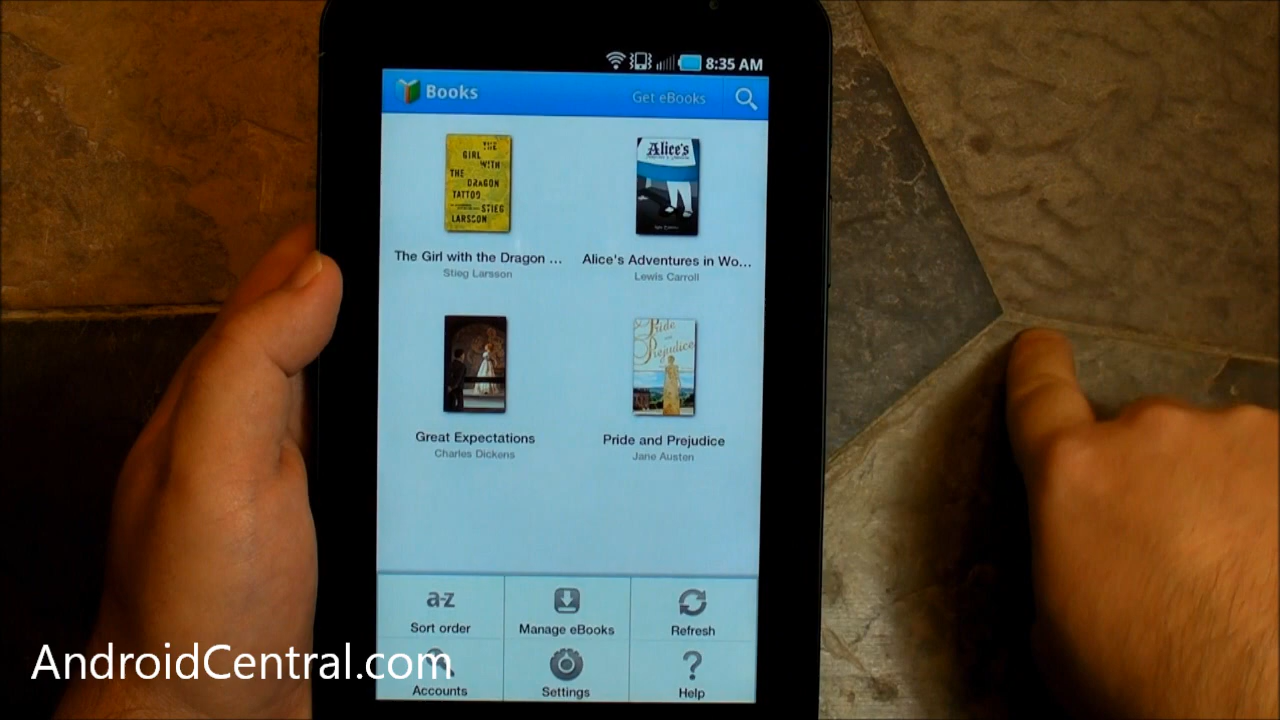 8:35 AM
Books
Get eBooks
THE
GIRL
WITH
THE
DRAGON
TATTOO
STIEG
LARSSON
Alice's
The Girl with the Dragon ...
Stieg Larsson
Alice's Adventures in Wo...
Lewis Carroll
Pride
Prejudice
Great Expectations
Charles Dickens
Pride and Prejudice
Jane Austen
a-z
Sort order
Manage eBooks
Refresh
Accounts
Settings
?
Help
AndroidCentral.com